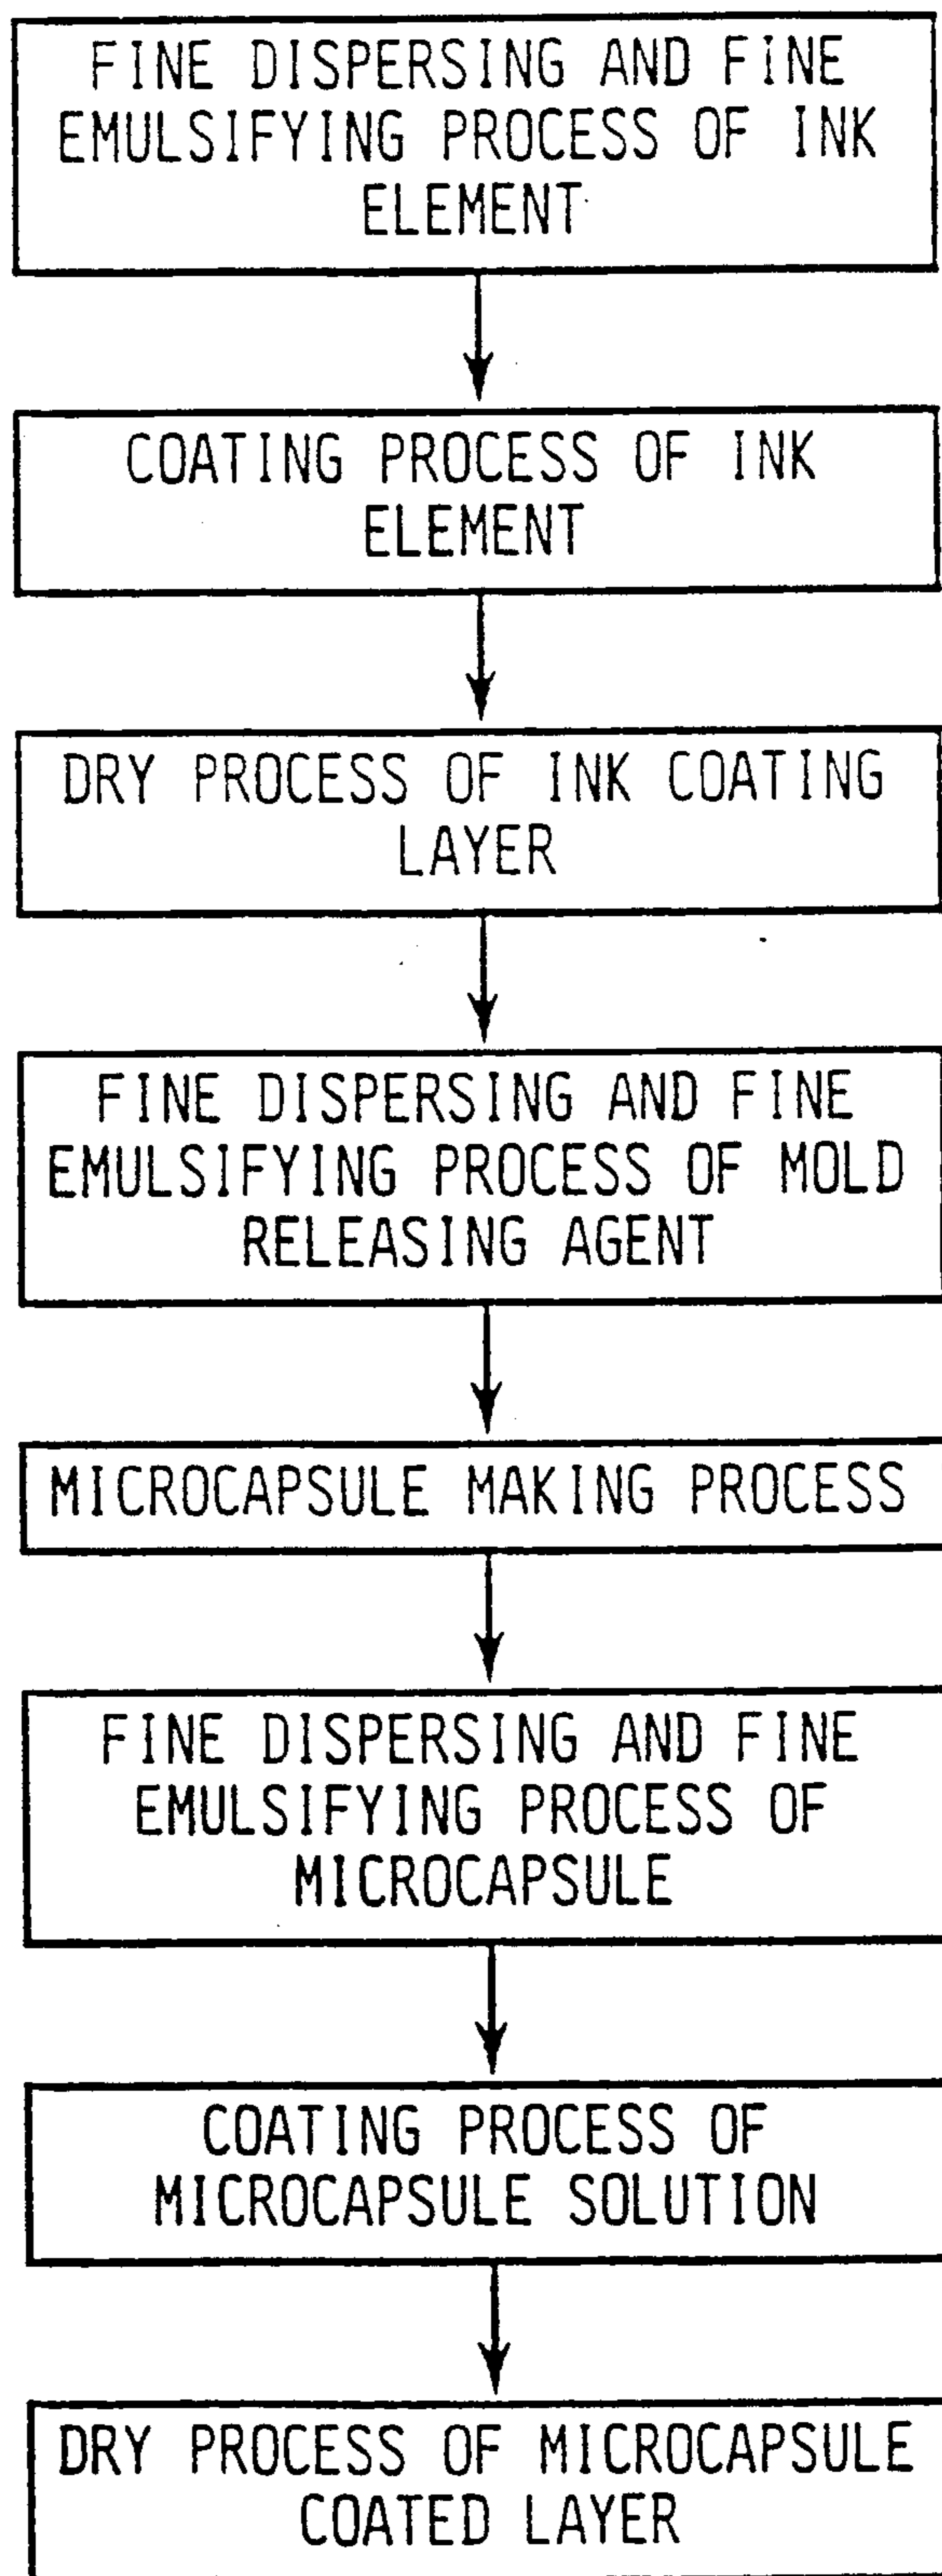 FINE DISPERSING AND FINE
EMULSIFYING PROCESS OF INK
ELEMENT
COATING PROCESS OF INK
ELEMENT
DRY PROCESS OF INK COATING
LAYER
FINE DISPERSING AND FINE
EMULSIFYING PROCESS OF MOLD
RELEASING AGENT
MICROCAPSULE MAKING PROCESS
FINE DISPERSING AND FINE
EMULSIFYING PROCESS OF
MICROCAPSULE
COATING PROCESS OF
MICROCAPSULE SOLUTION
DRY PROCESS OF MICROCAPSULE
COATED LAYER